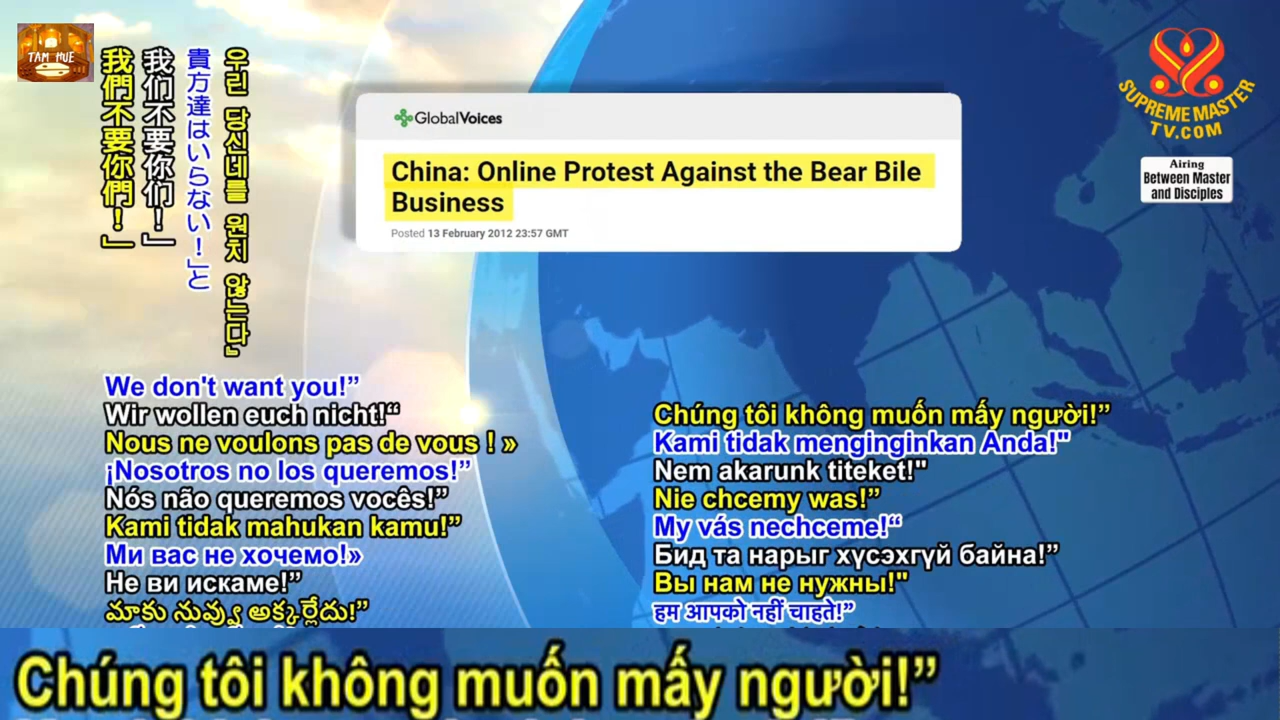 TAM HUE
我們不要你們！」
我们不要你们！」
貴方達はいらない！」と
우린 당신네를 원치 않는다』
GlobalVoices
China: Online Protest Against the Bear Bile
Business
Posted 13 February 2012 23:57 GMT
SUPREME MASTER
TV.COM
Airing
Between Master
and Disciples
We don't want you!”
Wir wollen euch nicht!“
Nous ne voulons pas de vous ! »
¡Nosotros no los queremos!”
Nós não queremos vocês!”
Kami tidak mahukan kamu!”
Ми вас не хочемо!»
Не ви искаме!”
మాకు నువ్వు అక్కర్లేదు!”
Chúng tôi không muốn mấy người!”
Kami tidak menginginkan Anda!"
Nem akarunk titeket!"
Nie chcemy was!”
My vás nechceme!“
Бид та нарыг хүсэхгүй байна!”
Вы нам не нужны!"
हम आपको नहीं चाहते!”
Chúng tôi không muốn mấy người!”